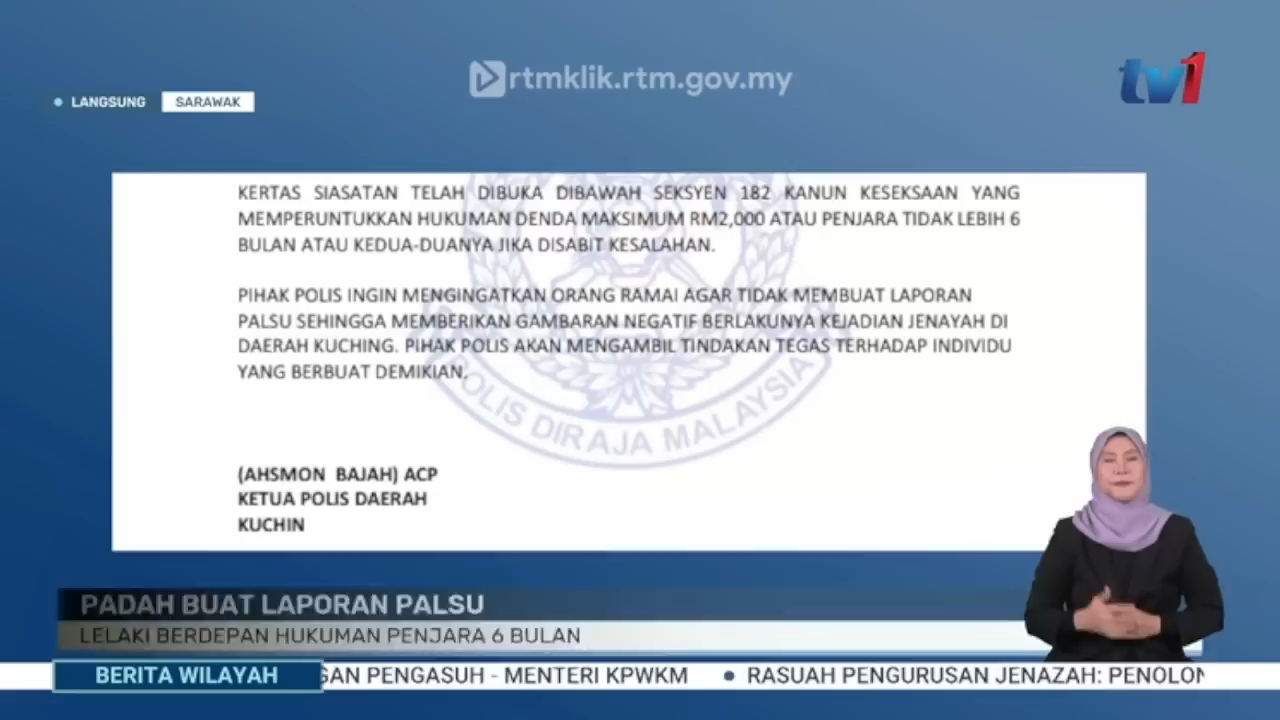 rtmklik.rtm.gov.my
tv1
LANGSUNG
SARAWAK
KERTAS SIASATAN TELAH DIBUKA DIBAWAH SEKSYEN 182 KANUN KESEKSAAN YANG
MEMPERUNTUKKAN HUKUMAN DENDA MAKSIMUM RM2,000 ATAU PENJARA TIDAK LEBIH 6
BULAN ATAU KEDUA-DUANYA JIKA DISABIT KESALAHAN.
PIHAK POLIS INGIN MENGINGATKAN ORANG RAMAI AGAR TIDAK MEMBUAT LAPORAN
PALSU SEHINGGA MEMBERIKAN GAMBARAN NEGATIF BERLAKUNYA KEJADIAN JENAYAH DI
DAERAH KUCHING. PIHAK POLIS AKAN MENGAMBIL TINDAKAN TEGAS TERHADAP INDIVIDU
YANG BERBUAT DEMIKIAN.
POLIS DIRAJA MALAYSIA
(AHSMON BAJAH) ACP
KETUA POLIS DAERAH
KUCHIN
PADAH BUAT LAPORAN PALSU
LELAKI BERDEPAN HUKUMAN PENJARA 6 BULAN
BERITA WILAYAH
SAN PENGASUH - MENTERI KPWKM • RASUAH PENGURUSAN JENAZAH: PENOLON